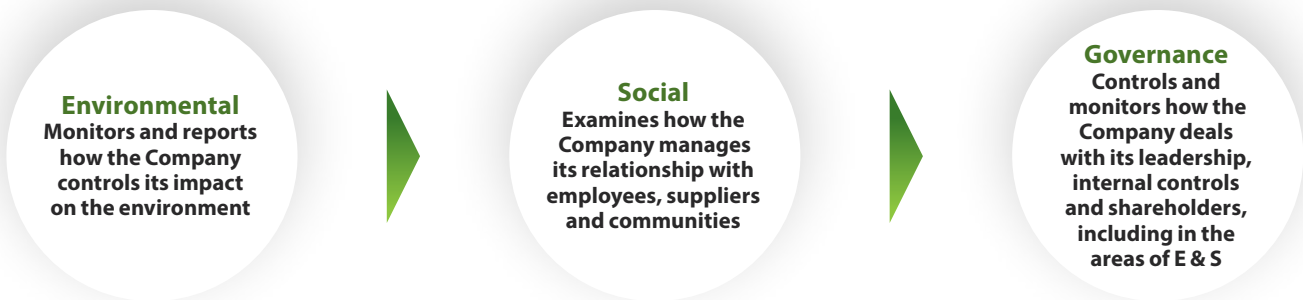 Environmental
Monitors and reports
how the Company
controls its impact
on the environment
Social
Examines how the
Company manages
its relationship with
employees, suppliers
and communities
Governance
Controls and
monitors how the
Company deals
with its leadership,
internal controls
and shareholders,
including in the
areas of E & S